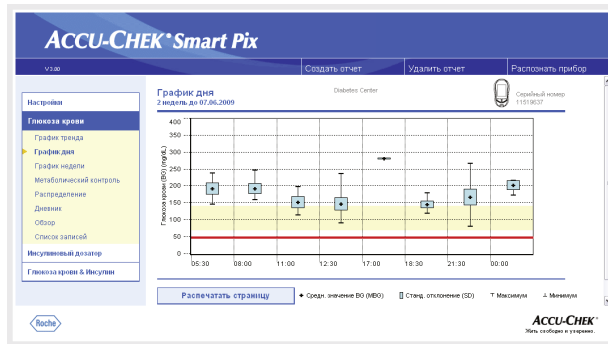 ACCU-CHEK® Smart Pix
V 3.00
Создать отчет
Удалить отчет
Распознать прибор
График дня
2 недель до 07.06.2009
Diabetes Center
Серийный номер
11519637
Настройки
Глюкоза крови
График тренда
График дня
График недели
Метаболический контроль
Распределение
Дневник
Обзор
Список записей
Инсулиновый дозатор
Глюкоза крови & Инсулин
Глюкоза крови (BG) (mg/dL)
400
350
300
250
200
150
100
50
0
05:30 08:00 11:00 12:30 17:00 18:30 21:30 00:00
Распечатать страницу
Средн. значение BG (MBG)
Станд. отклонение (SD)
Максимум
Минимум
Roche
ACCU-CHEK®
Жить свободно и уверенно.